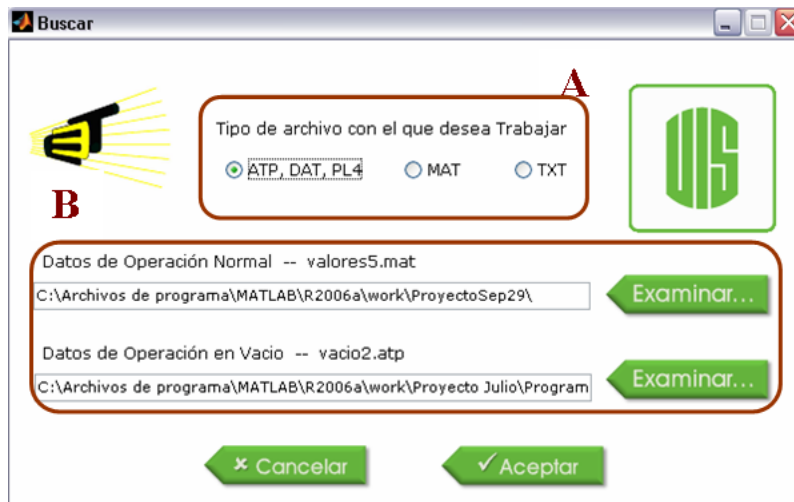 Buscar
A
Tipo de archivo con el que desea Trabajar
ATP, DAT, PL4 MAT TXT
UIS
B
Datos de Operación Normal -- valores5.mat
C:\Archivos de programa\MATLAB\R2006a\work\ProyectoSep29\
Examinar...
Datos de Operación en Vacio -- vacio2.atp
C:\Archivos de programa\MATLAB\R2006a\work\Proyecto Julio\Program
Examinar...
Cancelar Aceptar